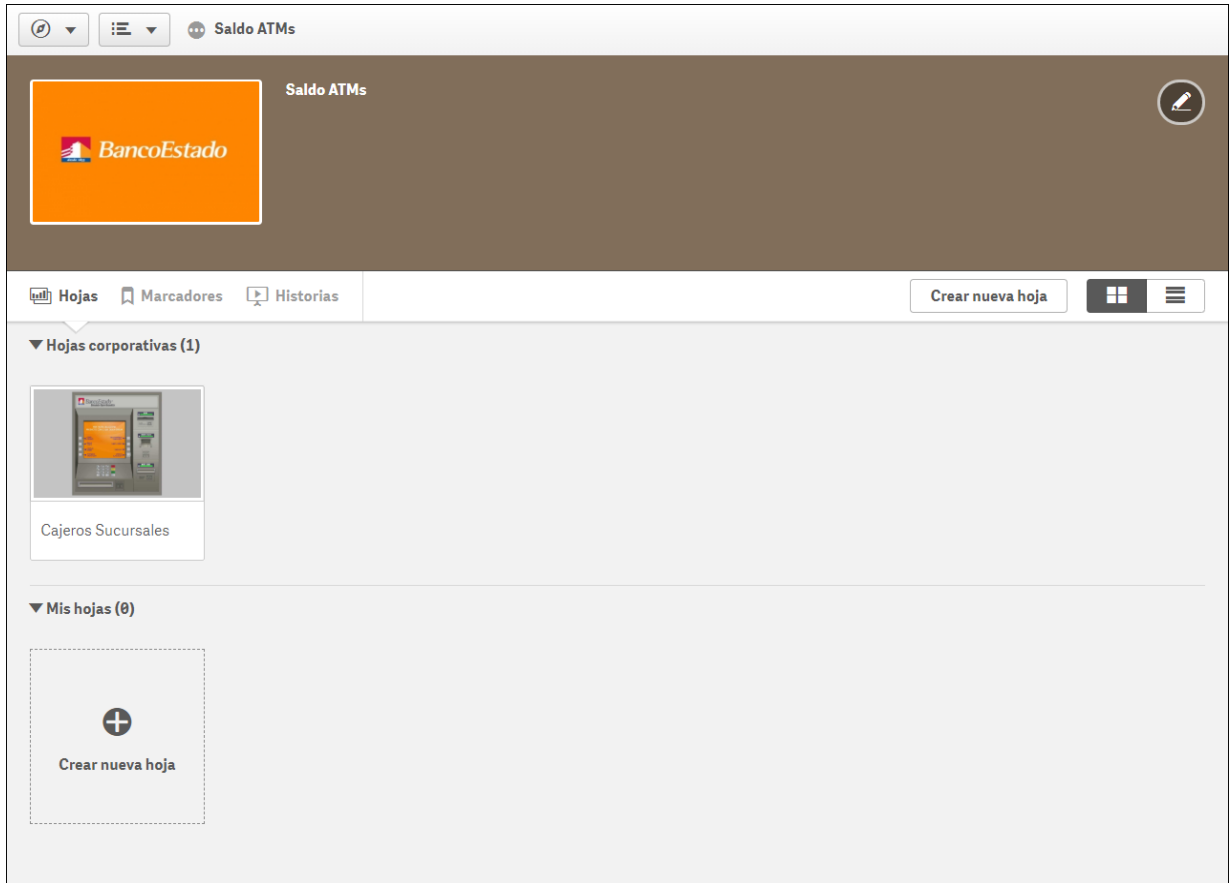 Saldo ATMs
Saldo ATMs
BancoEstado
Hojas
Marcadores
Historias
Crear nueva hoja
Hojas corporativas (1)
BancoEstado
Cajeros Sucursales
Mis hojas (0)
Crear nueva hoja